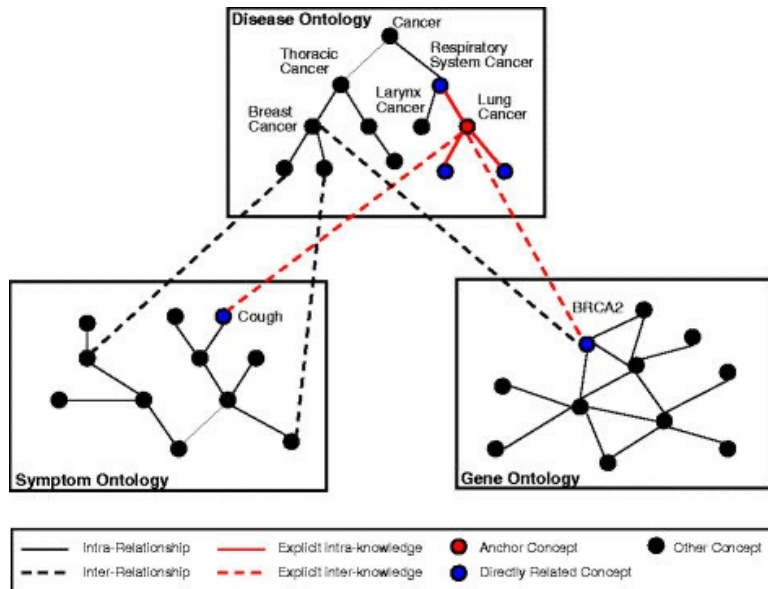 Disease Ontology
Cancer
Thoracic
Cancer
Respiratory
System Cancer
Larynx
Cancer
Lung
Cancer
Breast
Cancer
Cough
BRCA2
Symptom Ontology
Gene Ontology
Intra-Relationship
Explicit intra-knowledge
Anchor Concept
Other Concept
Inter-Relationship
Explicit inter-knowledge
Directly Related Concept